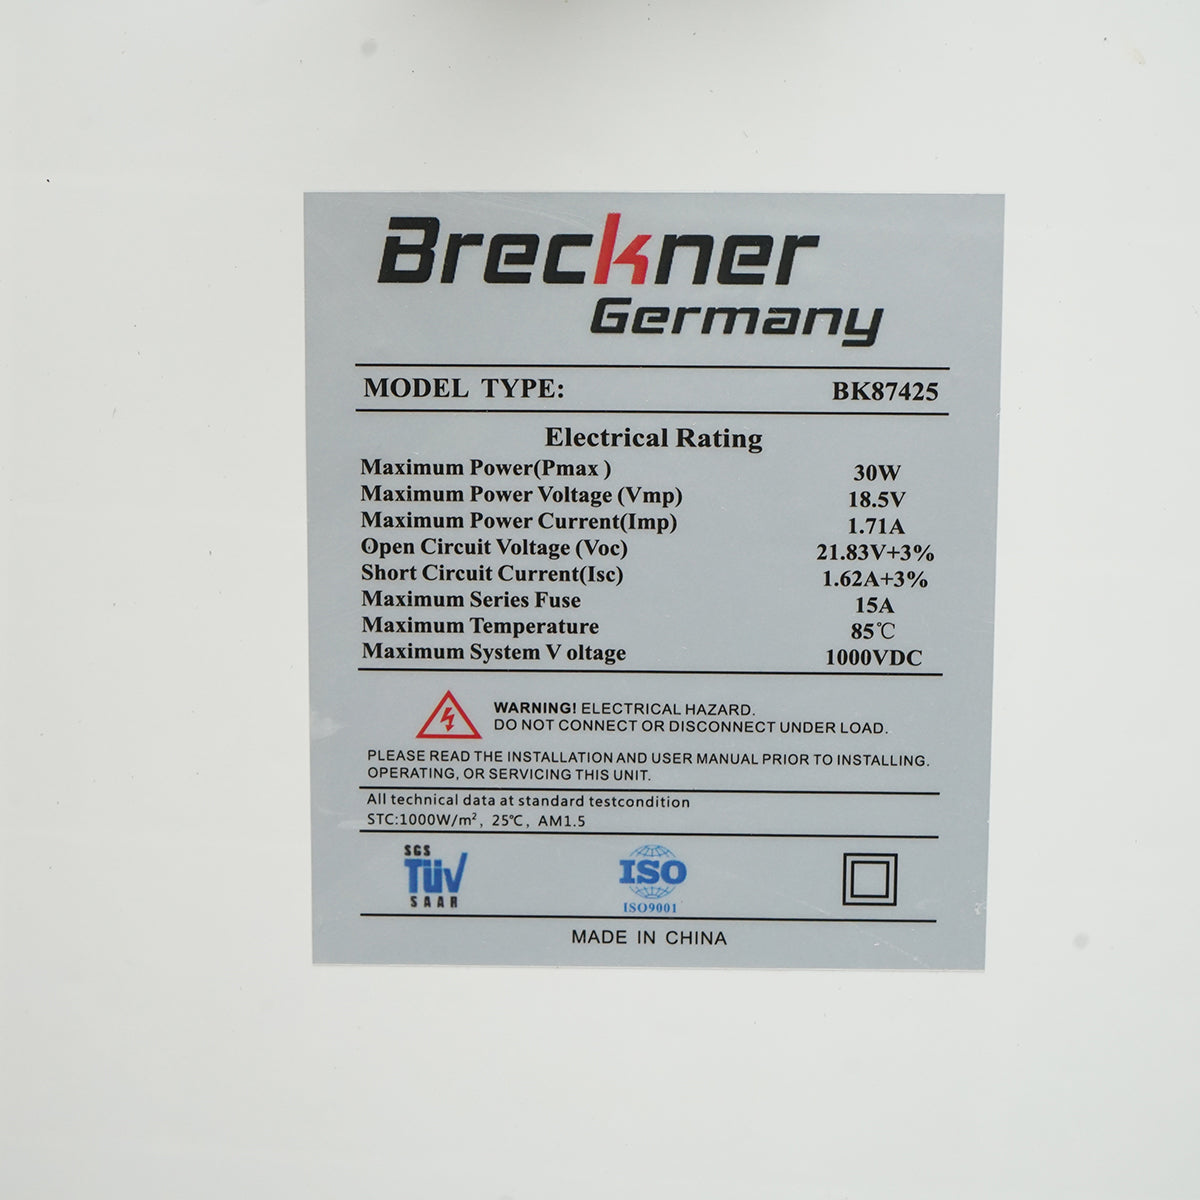 Breckner
Germany
MODEL TYPE: BK87425
Electrical Rating
Maximum Power(Pmax ) 30W
Maximum Power Voltage (Vmp) 18.5V
Maximum Power Current(Imp) 1.71A
Open Circuit Voltage (Voc) 21.83V+3%
Short Circuit Current(Isc) 1.62A+3%
Maximum Series Fuse 15A
Maximum Temperature 85℃
Maximum System V oltage 1000VDC
WARNING! ELECTRICAL HAZARD.
DO NOT CONNECT OR DISCONNECT UNDER LOAD.
PLEASE READ THE INSTALLATION AND USER MANUAL PRIOR TO INSTALLING.
OPERATING, OR SERVICING THIS UNIT.
All technical data at standard testcondition
STC:1000W/m², 25℃, AM1.5
SGS
TÜV
SAAR
ISO
ISO9001
MADE IN CHINA